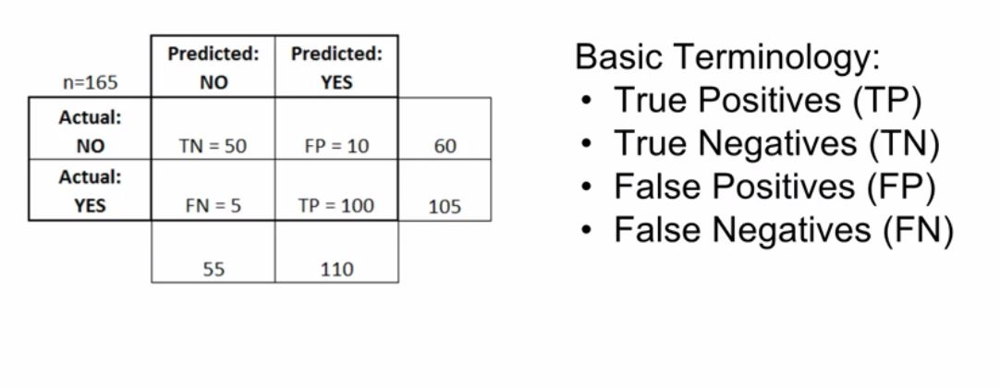 Predicted: Predicted:
n=165 NO YES
Actual:
NO TN = 50 FP = 10 60
Actual:
YES FN = 5 TP = 100 105
55 110
Basic Terminology:
• True Positives (TP)
• True Negatives (TN)
• False Positives (FP)
• False Negatives (FN)